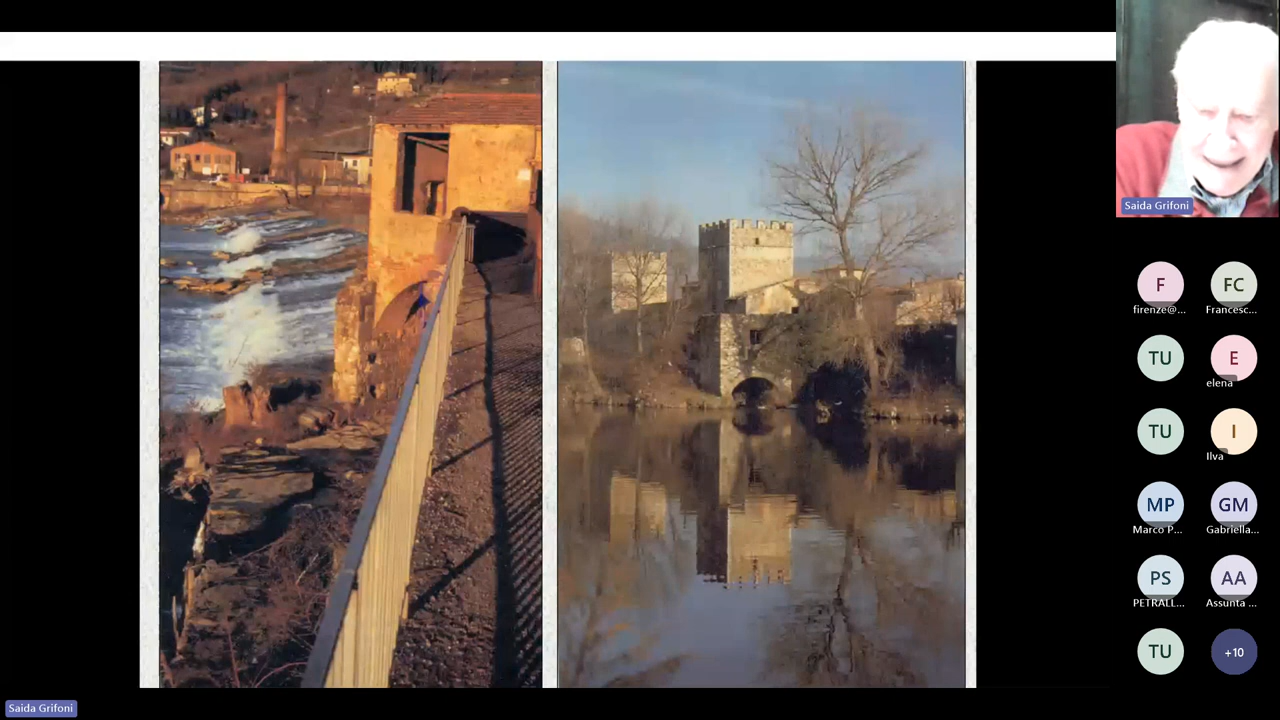 Saida Grifoni
F
FC
firenze@...
Francesc...
TU
E
elena
TU
I
Ilva
MP
GM
Marco P...
Gabriella...
PS
AA
PETRALL...
Assunta ...
TU
+10
Saida Grifoni